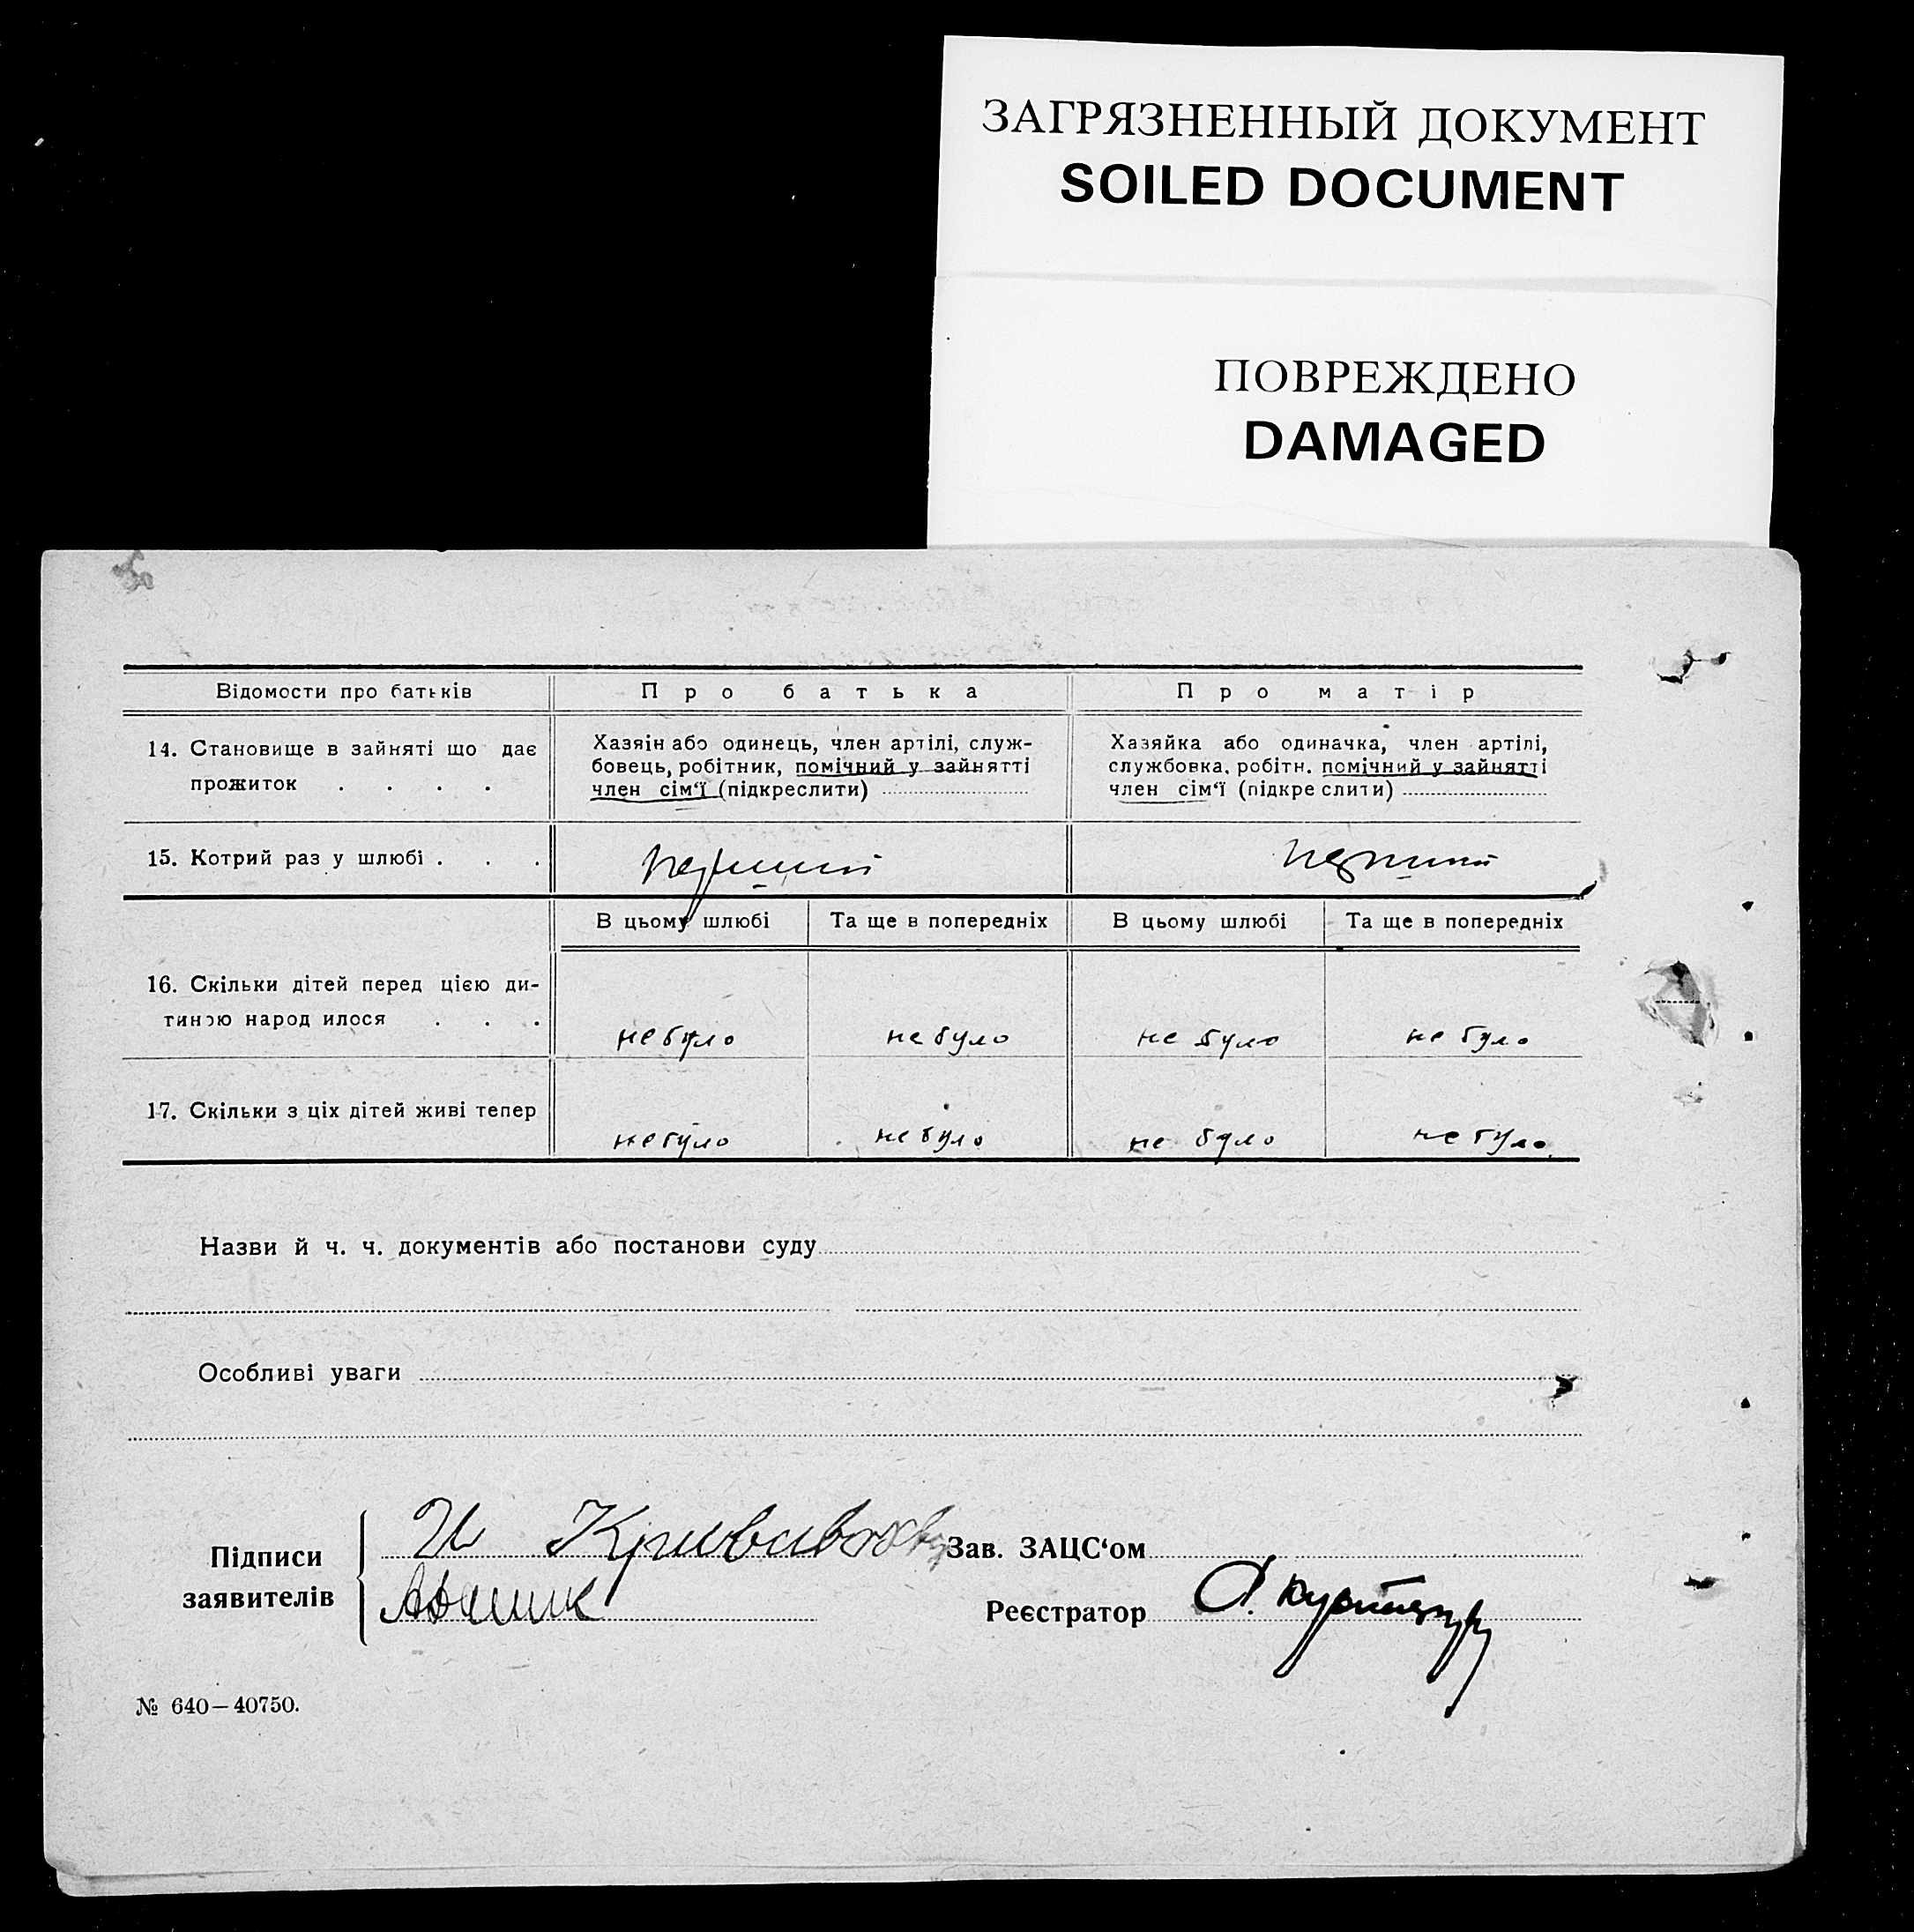 ЗАГРЯЗНЕННЫЙ ДОКУМЕНТ
SOILED DOCUMENT
ПОВРЕЖДЕНО
DAMAGED
Відомости про батьків
Про батька
Про матір
14. Становище в зайняті що дає
прожиток . . . .
Хазяїн або одинець, член артілі, служ-
бовець, робітник, помічний у зайнятті
член сім'ї (підкреслити)
Хазяйка або одиначка, член артілі,
службовка, робітн. помічний у зайнятті
член сім'ї (підкреслити)
15. Котрий раз у шлюбі . . .
перший
перший
В цьому шлюбі
Та ще в попередніх
В цьому шлюбі
Та ще в попередніх
16. Скільки дітей перед цією ди-
тиною народилося . . .
не було
не було
не було
не було
17. Скільки з ціх дітей живі тепер
не було
не було
не було
не було
Назви й ч. ч. документів або постанови суду
Особливі уваги
Підписи
заявителів
Зав. ЗАЦС'ом
Реєстратор
№ 640—40750.